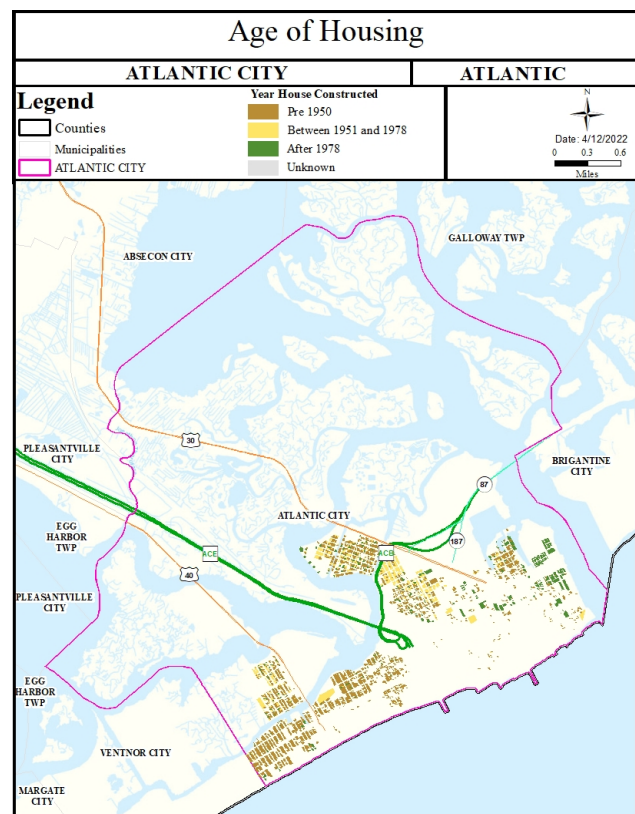 Age of Housing
ATLANTIC CITY
ATLANTIC
Legend
Counties
Municipalities
ATLANTIC CITY
Year House Constructed
Pre 1950
Between 1951 and 1978
After 1978
Unknown
N
Date: 4/12/2022
0 0.3 0.6
Miles
GALLOWAY TWP
ABSECON CITY
30
PLEASANTVILLE
CITY
BRIGANTINE
CITY
87
ATLANTIC CITY
EGG
HARBOR
TWP
187
ACE
ACB
40
PLEASANTVILLE
CITY
EGG
HARBOR
TWP
VENTNOR CITY
MARGATE
CITY